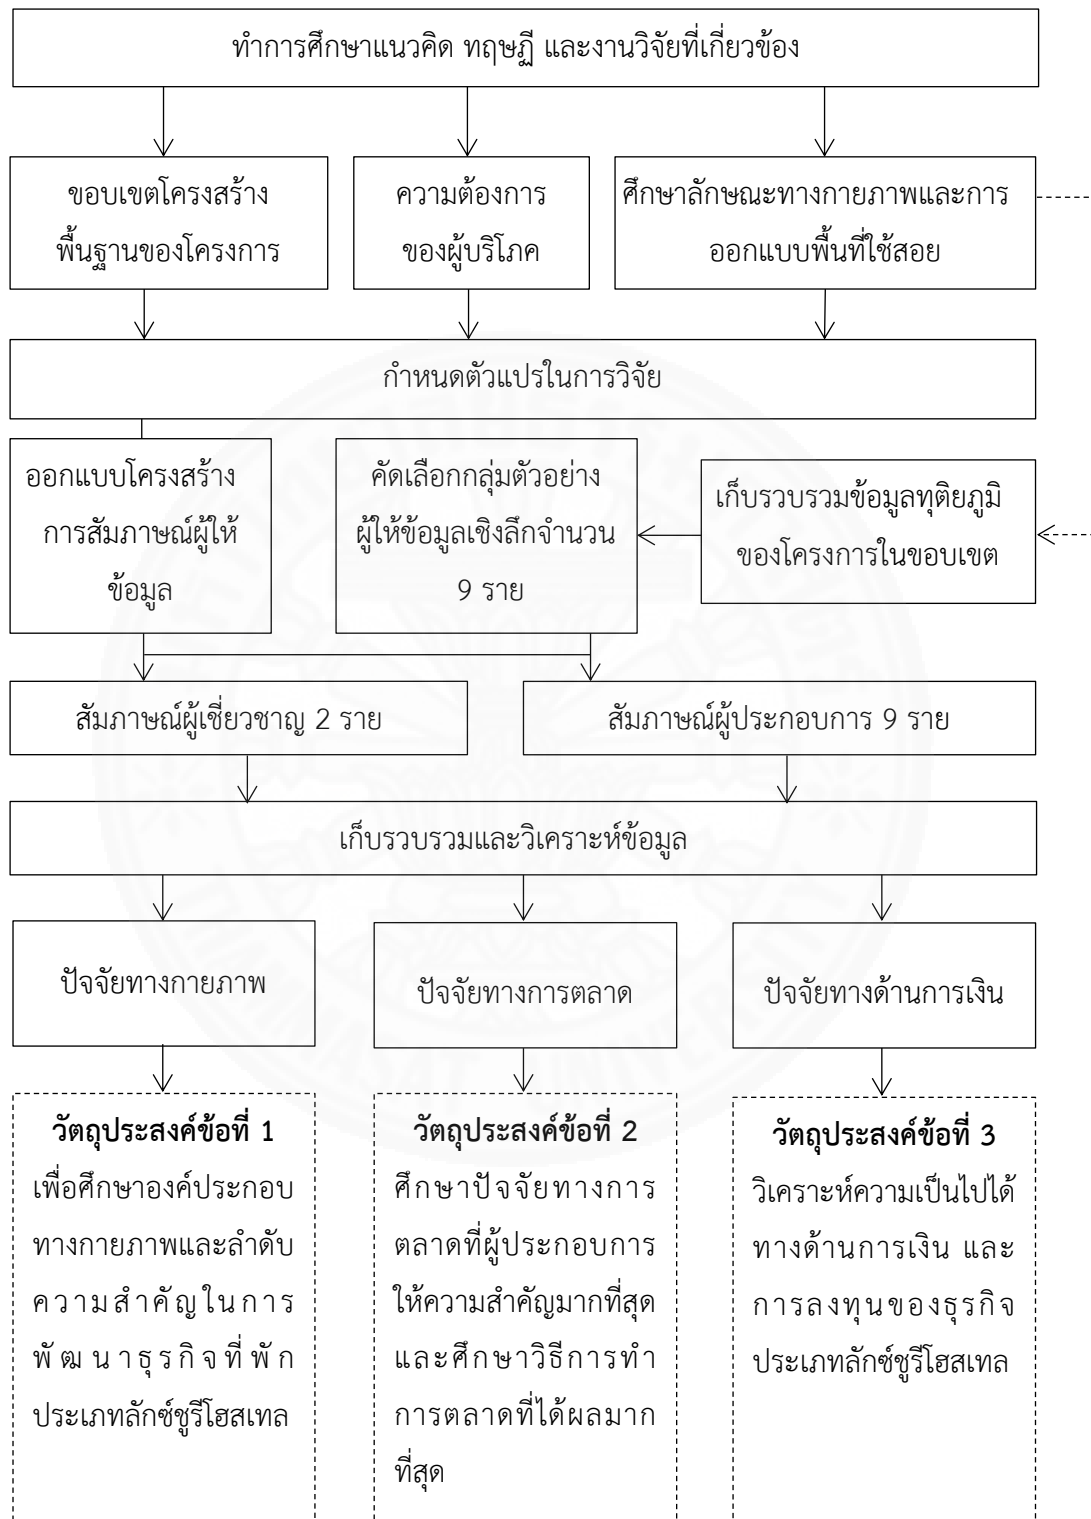 ทำการศึกษาแนวคิด ทฤษฏี และงานวิจัยที่เกี่ยวข้อง
ขอบเขตโครงสร้าง
พื้นฐานของโครงการ
ความต้องการ
ของผู้บริโภค
ศึกษาลักษณะทางกายภาพและการ
ออกแบบพื้นที่ใช้สอย
กำหนดตัวแปรในการวิจัย
ออกแบบโครงสร้าง
การสัมภาษณ์ผู้ให้
ข้อมูล
คัดเลือกกลุ่มตัวอย่าง
ผู้ให้ข้อมูลเชิงลึกจำนวน
9 ราย
เก็บรวบรวมข้อมูลทุติยภูมิ
ของโครงการในขอบเขต
สัมภาษณ์ผู้เชี่ยวชาญ 2 ราย
สัมภาษณ์ผู้ประกอบการ 9 ราย
เก็บรวบรวมและวิเคราะห์ข้อมูล
ปัจจัยทางกายภาพ
ปัจจัยทางการตลาด
ปัจจัยทางด้านการเงิน
วัตถุประสงค์ข้อที่ 1
เพื่อศึกษาองค์ประกอบ
ทางกายภาพและลำดับ
ความสำคัญในการ
พัฒนาธุรกิจที่พัก
ประเภทลักซ์ชูรีโฮสเทล
วัตถุประสงค์ข้อที่ 2
ศึกษาปัจจัยทางการ
ตลาดที่ผู้ประกอบการ
ให้ความสำคัญมากที่สุด
และศึกษาวิธีการทำ
การตลาดที่ได้ผลมาก
ที่สุด
วัตถุประสงค์ข้อที่ 3
วิเคราะห์ความเป็นไปได้
ทางด้านการเงิน และ
การลงทุนของธุรกิจ
ประเภทลักซ์ชูรีโฮสเทล